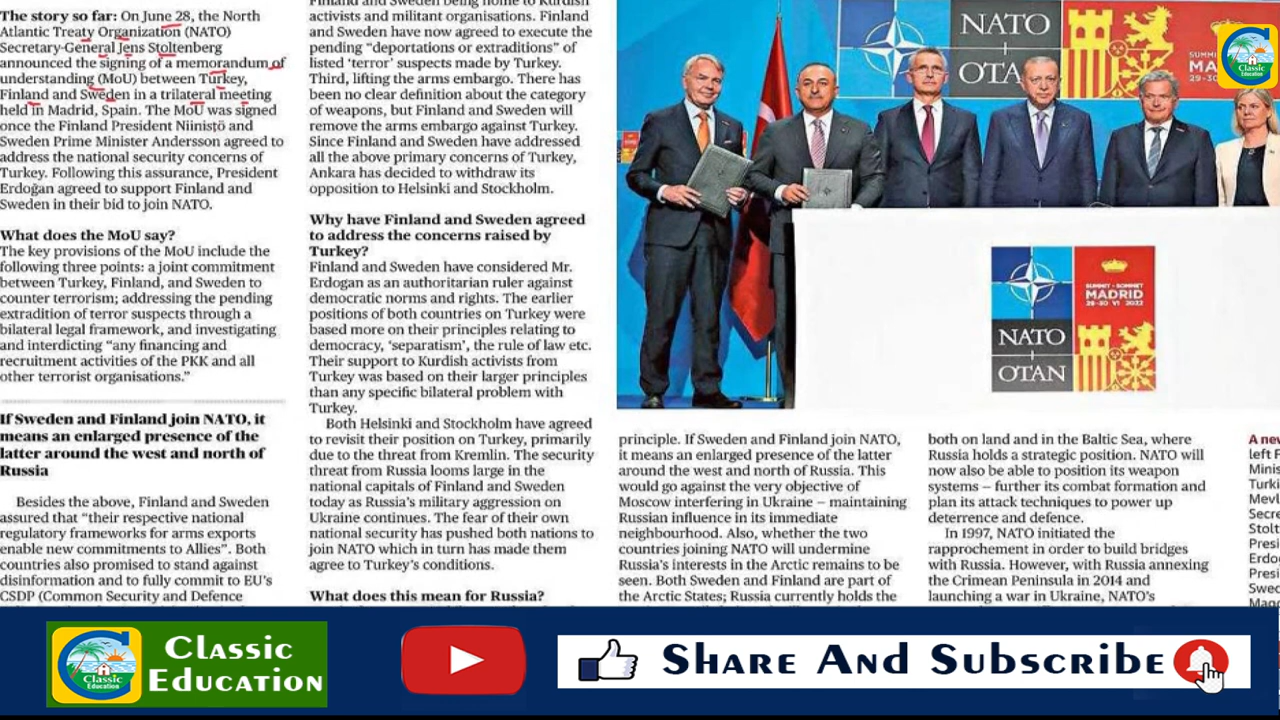 The story so far: On June 28, the North
Atlantic Treaty Organization (NATO)
Secretary-General Jens Stoltenberg
announced the signing of a memorandum of
understanding (MoU) between Turkey,
Finland and Sweden in a trilateral meeting
held in Madrid, Spain. The MoU was signed
once the Finland President Niinistö and
Sweden Prime Minister Andersson agreed to
address the national security concerns of
Turkey. Following this assurance, President
Erdoğan agreed to support Finland and
Sweden in their bid to join NATO.
What does the MoU say?
The key provisions of the MoU include the
following three points: a joint commitment
between Turkey, Finland, and Sweden to
counter terrorism; addressing the pending
extradition of terror suspects through a
bilateral legal framework, and investigating
and interdicting “any financing and
recruitment activities of the PKK and all
other terrorist organisations.”
If Sweden and Finland join NATO, it
means an enlarged presence of the
latter around the west and north of
Russia
Besides the above, Finland and Sweden
assured that “their respective national
regulatory frameworks for arms exports
enable new commitments to Allies”. Both
countries also promised to stand against
disinformation and to fully commit to EU’s
CSDP (Common Security and Defence
Finland and Sweden being home to Kurdish
activists and militant organisations. Finland
and Sweden have now agreed to execute the
pending “deportations or extraditions” of
listed ‘terror’ suspects made by Turkey.
Third, lifting the arms embargo. There has
been no clear definition about the category
of weapons, but Finland and Sweden will
remove the arms embargo against Turkey.
Since Finland and Sweden have addressed
all the above primary concerns of Turkey,
Ankara has decided to withdraw its
opposition to Helsinki and Stockholm.
Why have Finland and Sweden agreed
to address the concerns raised by
Turkey?
Finland and Sweden have considered Mr.
Erdogan as an authoritarian ruler against
democratic norms and rights. The earlier
positions of both countries on Turkey were
based more on their principles relating to
democracy, ‘separatism’, the rule of law etc.
Their support to Kurdish activists from
Turkey was based on their larger principles
than any specific bilateral problem with
Turkey.
Both Helsinki and Stockholm have agreed
to revisit their position on Turkey, primarily
due to the threat from Kremlin. The security
threat from Russia looms large in the
national capitals of Finland and Sweden
today as Russia’s military aggression on
Ukraine continues. The fear of their own
national security has pushed both nations to
join NATO which in turn has made them
agree to Turkey’s conditions.
What does this mean for Russia?
NATO
OTAN
SUMM
MA
29-30
Classic
Education
SUMMIT - SOMMET
MADRID
29-30 VI 2022
NATO
OTAN
principle. If Sweden and Finland join NATO,
it means an enlarged presence of the latter
around the west and north of Russia. This
would go against the very objective of
Moscow interfering in Ukraine – maintaining
Russian influence in its immediate
neighbourhood. Also, whether the two
countries joining NATO will undermine
Russia’s interests in the Arctic remains to be
seen. Both Sweden and Finland are part of
the Arctic States; Russia currently holds the
both on land and in the Baltic Sea, where
Russia holds a strategic position. NATO will
now also be able to position its weapon
systems – further its combat formation and
plan its attack techniques to power up
deterrence and defence.
In 1997, NATO initiated the
rapprochement in order to build bridges
with Russia. However, with Russia annexing
the Crimean Peninsula in 2014 and
launching a war in Ukraine, NATO’s
A new
left F
Minis
Turki
Mevl
Secre
Stolt
Presi
Erdo
Presi
Swed
Magd
Classic
Education
Classic
Education
Share And Subscribe